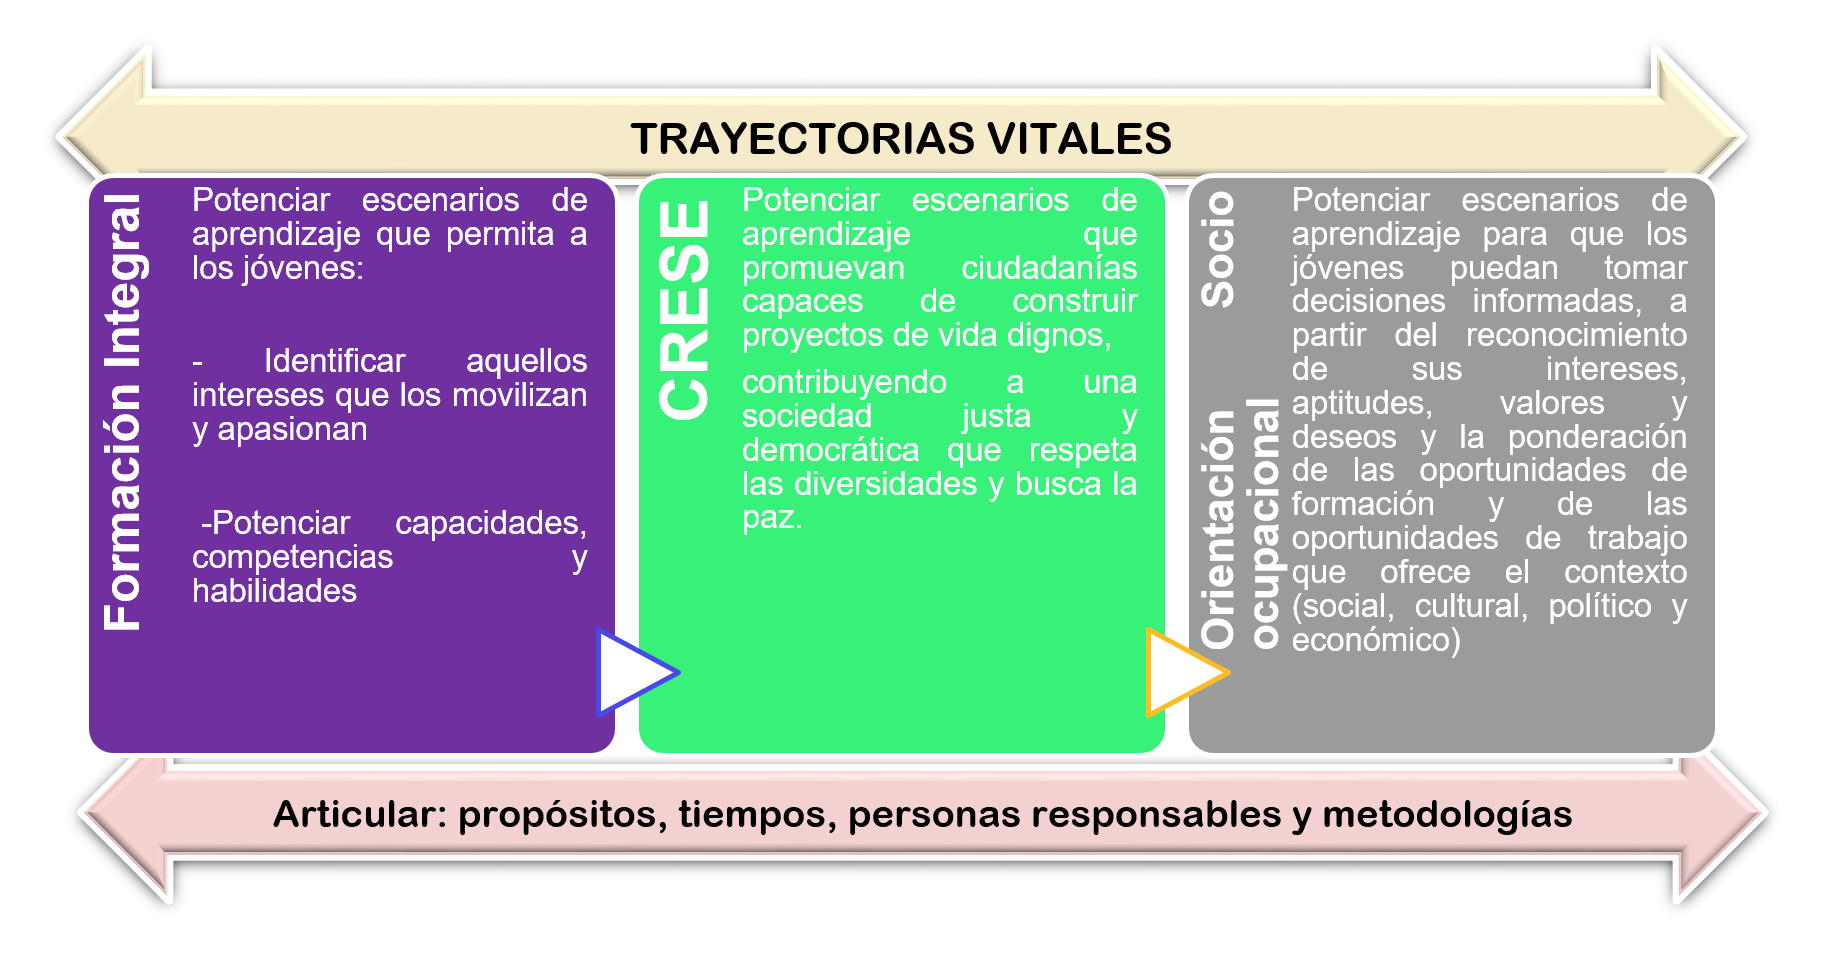 TRAYECTORIAS VITALES
Formación Integral
Potenciar escenarios de
aprendizaje que permita a
los jóvenes:
- Identificar aquellos
intereses que los movilizan
y apasionan
-Potenciar capacidades,
competencias y
habilidades
CRESE
Potenciar escenarios de
aprendizaje que
promuevan ciudadanías
capaces de construir
proyectos de vida dignos,
contribuyendo a una
sociedad justa y
democrática que respeta
las diversidades y busca la
paz.
Orientación Socio
ocupacional
Potenciar escenarios de
aprendizaje para que los
jóvenes puedan tomar
decisiones informadas, a
partir del reconocimiento
de sus intereses,
aptitudes, valores y
deseos y la ponderación
de las oportunidades de
formación y de las
oportunidades de trabajo
que ofrece el contexto
(social, cultural, político y
económico)
Articular: propósitos, tiempos, personas responsables y metodologías